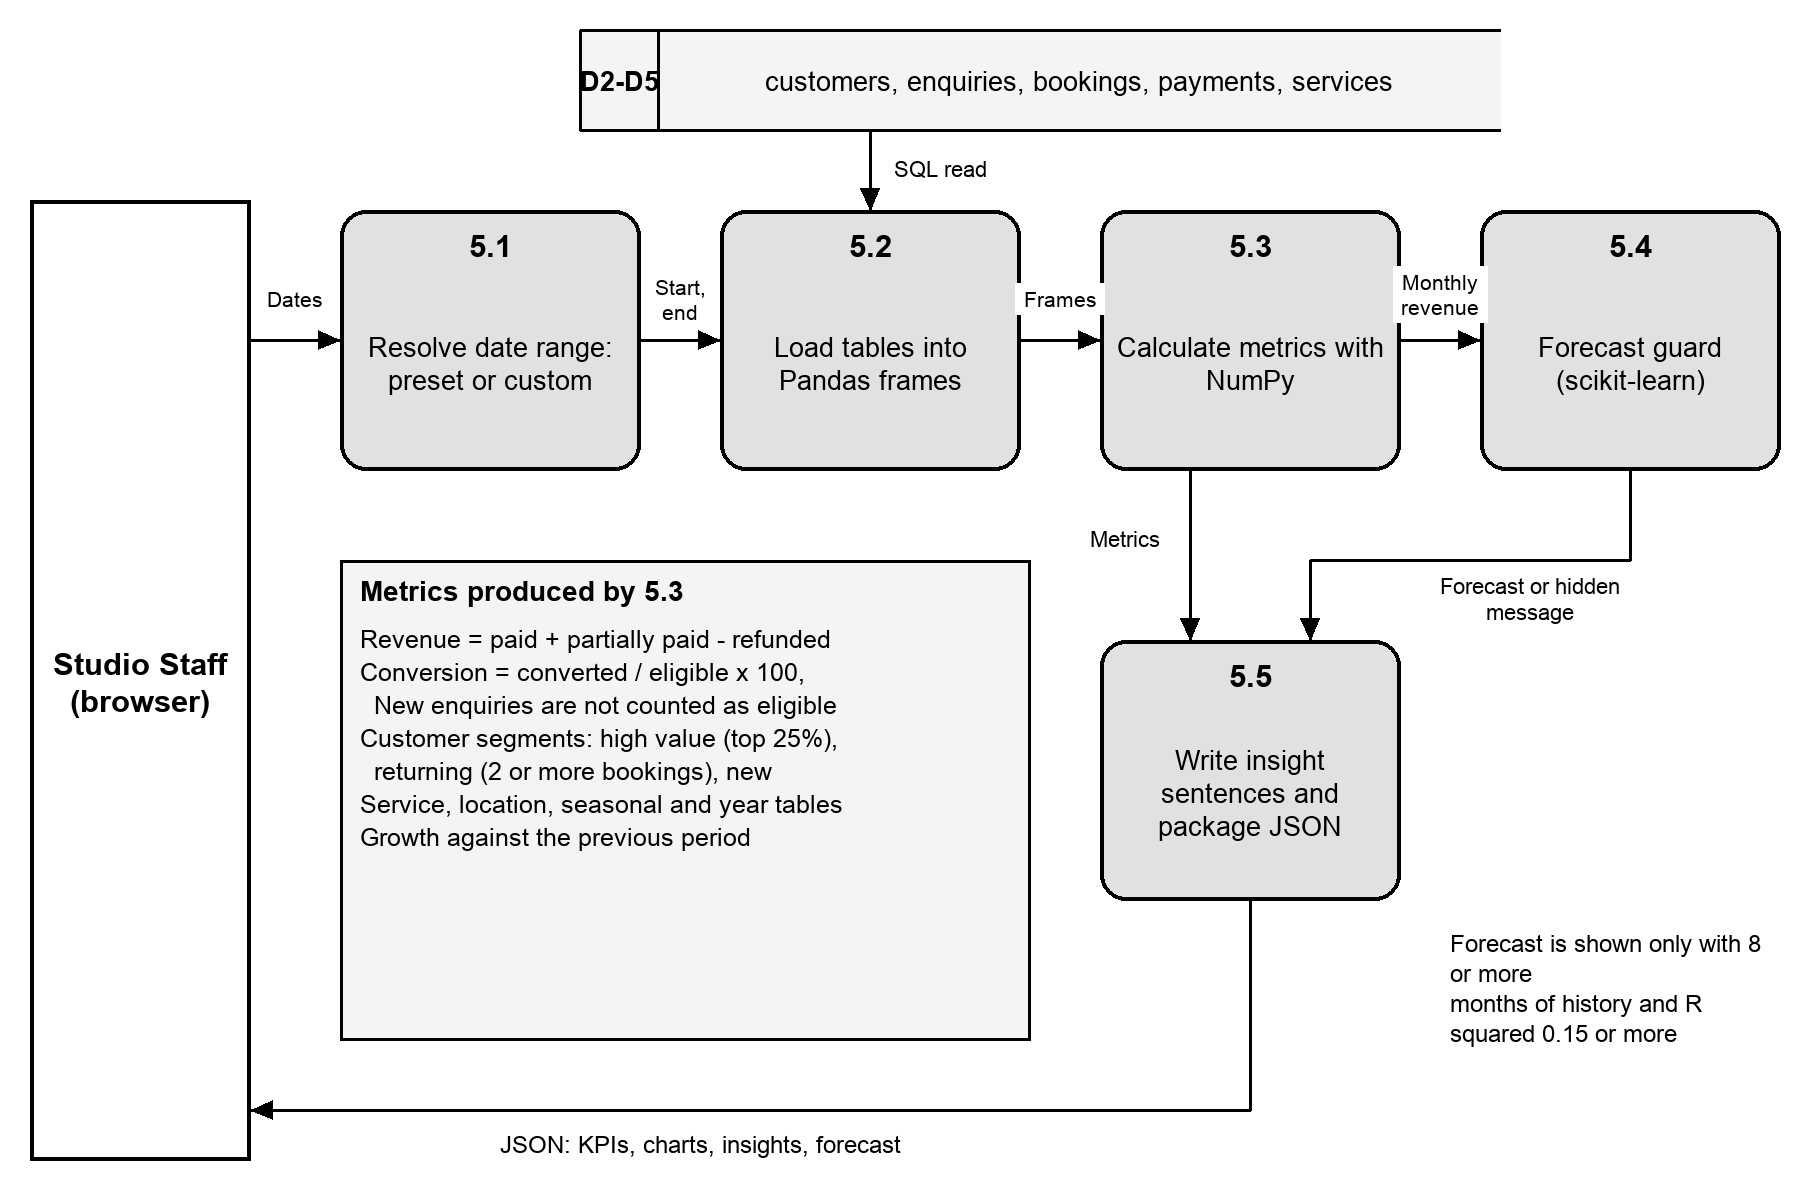 D2-D5
customers, enquiries, bookings, payments, services
SQL read
Studio Staff
(browser)
Dates
5.1
Resolve date range:
preset or custom
Start,
end
5.2
Load tables into
Pandas frames
Frames
5.3
Calculate metrics with
NumPy
Monthly
revenue
5.4
Forecast guard
(scikit-learn)
Metrics
Forecast or hidden
message
Metrics produced by 5.3
Revenue = paid + partially paid - refunded
Conversion = converted / eligible x 100,
New enquiries are not counted as eligible
Customer segments: high value (top 25%),
returning (2 or more bookings), new
Service, location, seasonal and year tables
Growth against the previous period
5.5
Write insight
sentences and
package JSON
Forecast is shown only with 8
or more
months of history and R
squared 0.15 or more
JSON: KPIs, charts, insights, forecast